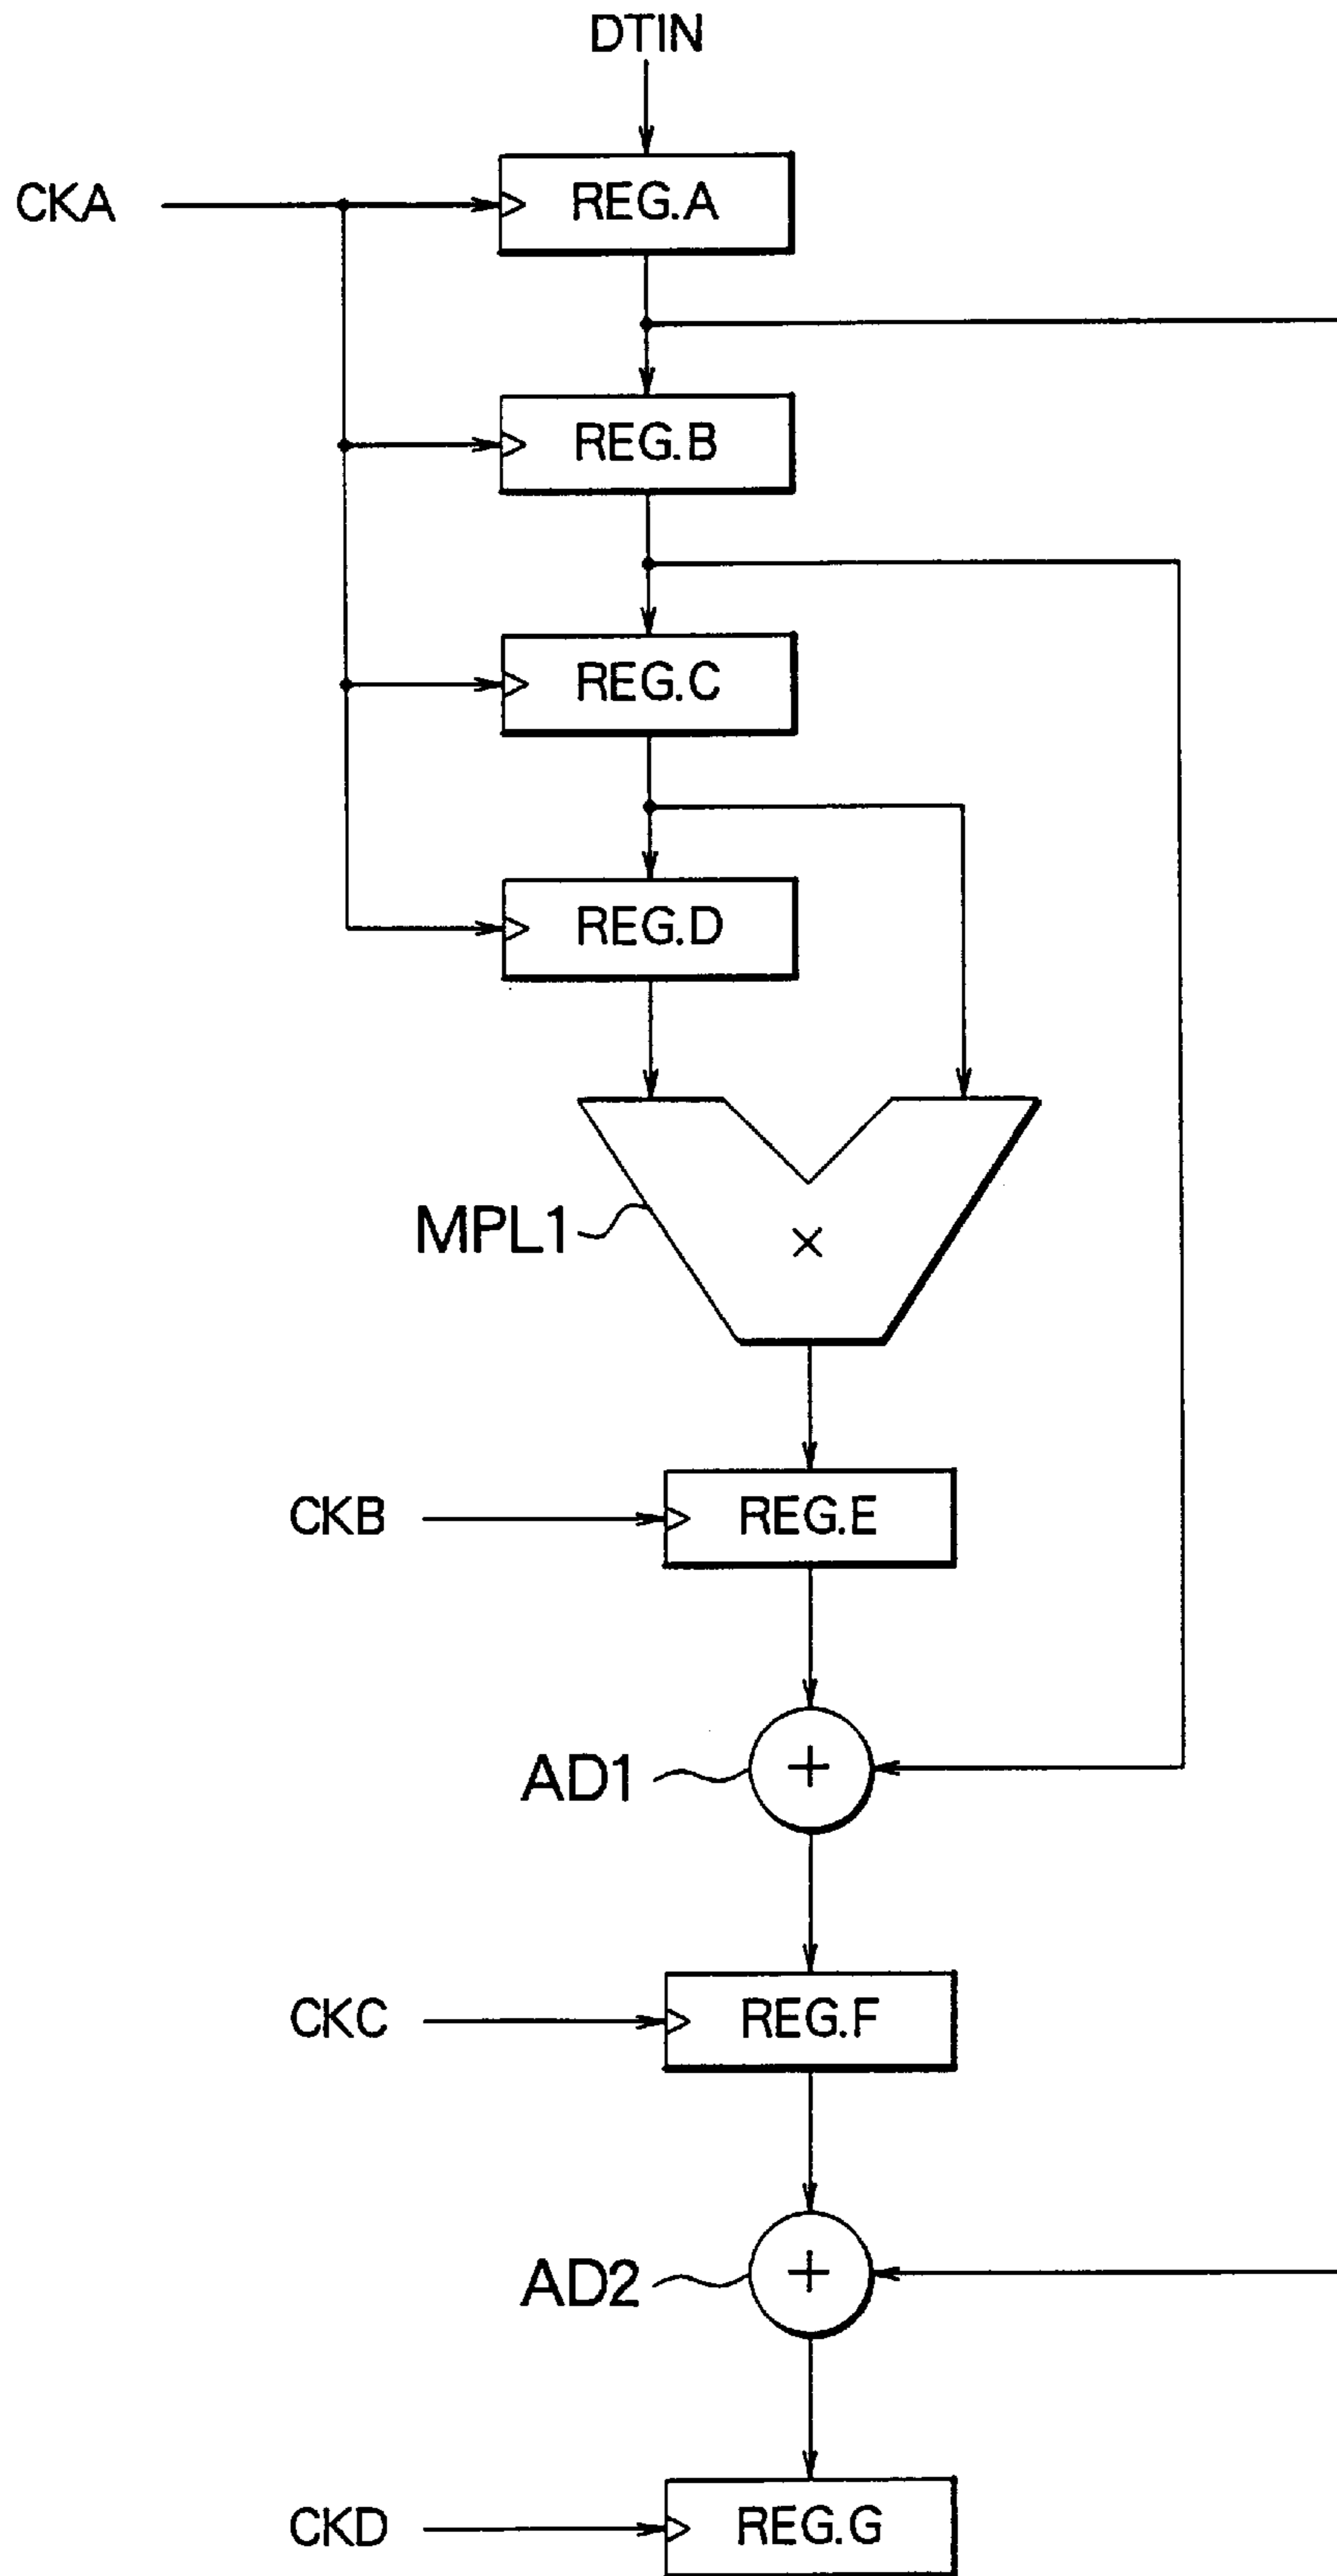 DTIN
CKA
REG.A
REG.B
REG.C
REG.D
MPL1
×
CKB
REG.E
AD1
+
CKC
REG.F
AD2
+
CKD
REG.G